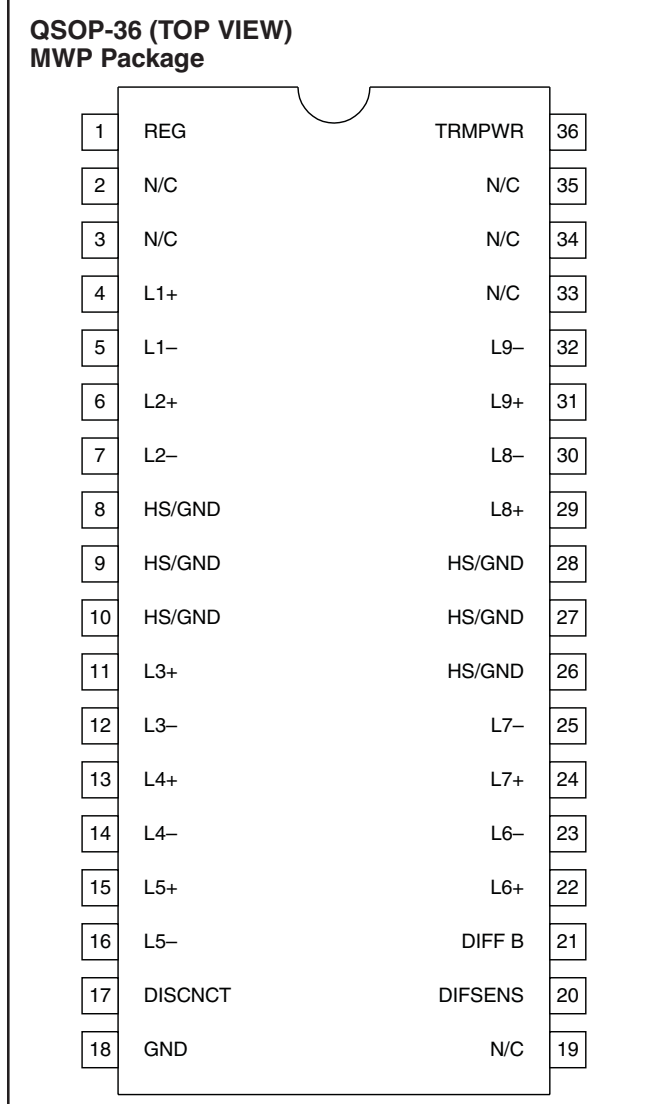 QSOP-36 (TOP VIEW)
MWP Package
1 REG TRMPWR 36
2 N/C N/C 35
3 N/C N/C 34
4 L1+ N/C 33
5 L1– L9– 32
6 L2+ L9+ 31
7 L2– L8– 30
8 HS/GND L8+ 29
9 HS/GND HS/GND 28
10 HS/GND HS/GND 27
11 L3+ HS/GND 26
12 L3– L7– 25
13 L4+ L7+ 24
14 L4– L6– 23
15 L5+ L6+ 22
16 L5– DIFF B 21
17 DISCNCT DIFSENS 20
18 GND N/C 19